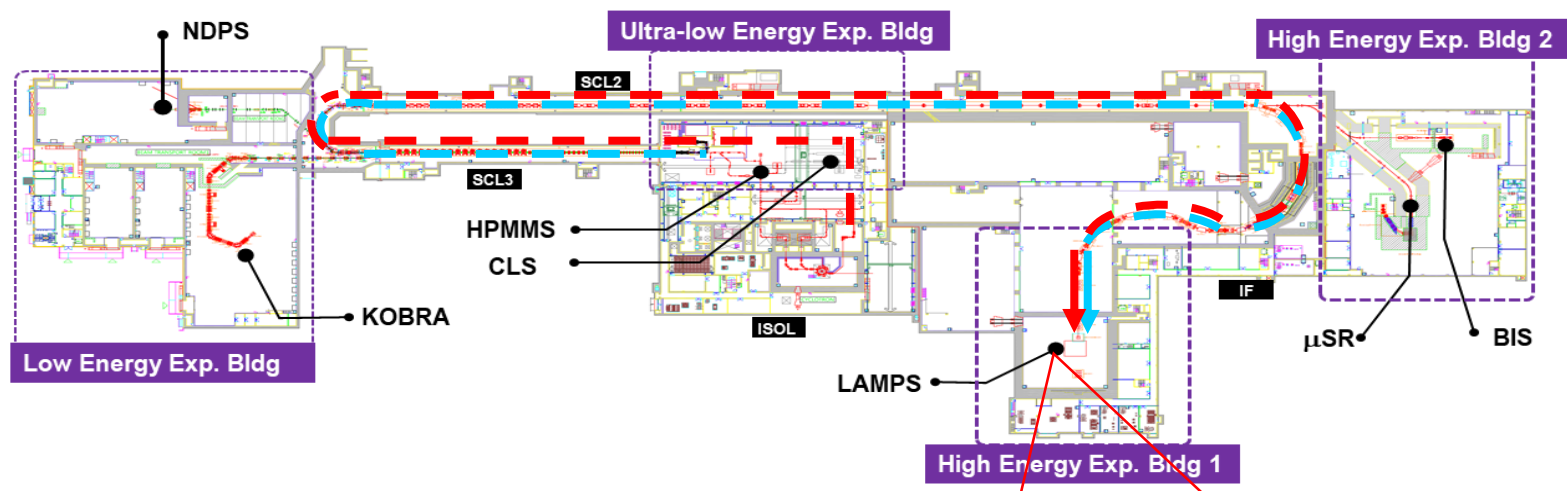 NDPS
Ultra-low Energy Exp. Bldg
High Energy Exp. Bldg 2
SCL2
SCL3
HPMMS
CLS
KOBRA
ISOL
IF
μSR
BIS
Low Energy Exp. Bldg
LAMPS
High Energy Exp. Bldg 1